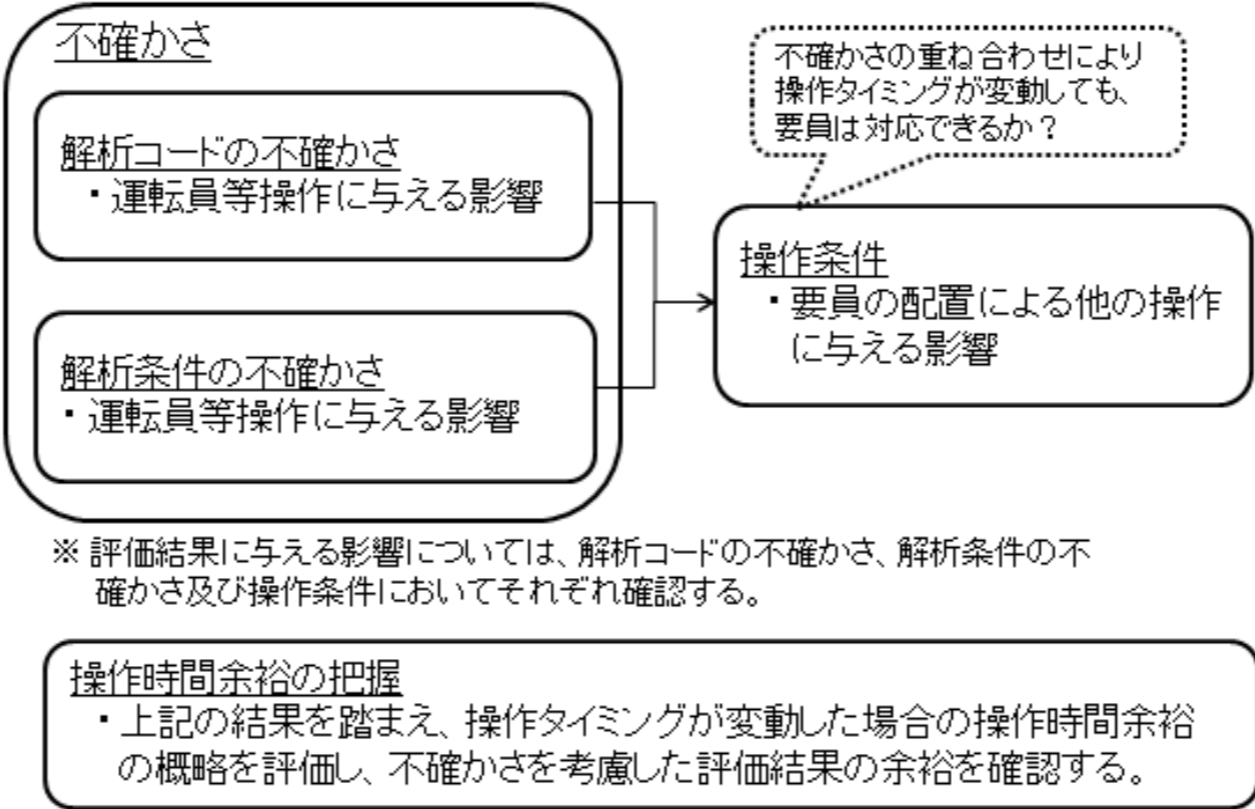 不確かさ
解析コードの不確かさ
・運転員等操作に与える影響
解析条件の不確かさ
・運転員等操作に与える影響
不確かさの重ね合わせにより
操作タイミングが変動しても、
要員は対応できるか？
操作条件
・要員の配置による他の操作
に与える影響
※ 評価結果に与える影響については、解析コードの不確かさ、解析条件の不
確かさ及び操作条件においてそれぞれ確認する。
操作時間余裕の把握
・上記の結果を踏まえ、操作タイミングが変動した場合の操作時間余裕
の概略を評価し、不確かさを考慮した評価結果の余裕を確認する。